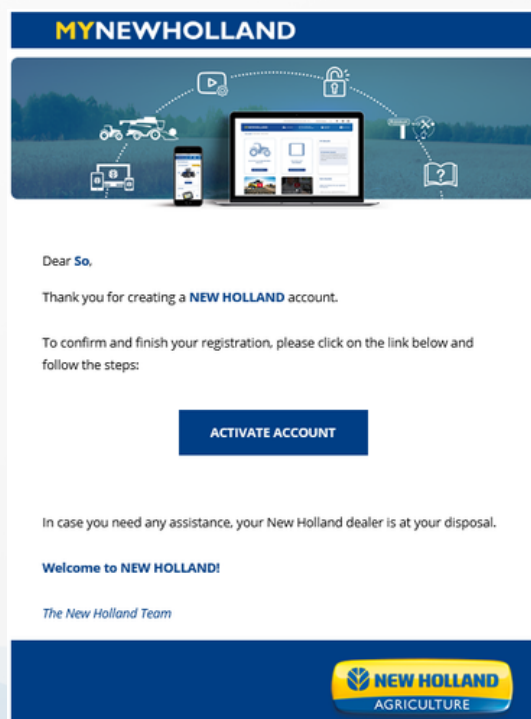 MYNEWHOLLAND
Dear So,
Thank you for creating a NEW HOLLAND account.
To confirm and finish your registration, please click on the link below and
follow the steps:
ACTIVATE ACCOUNT
In case you need any assistance, your New Holland dealer is at your disposal.
Welcome to NEW HOLLAND!
The New Holland Team
NEW HOLLAND
AGRICULTURE